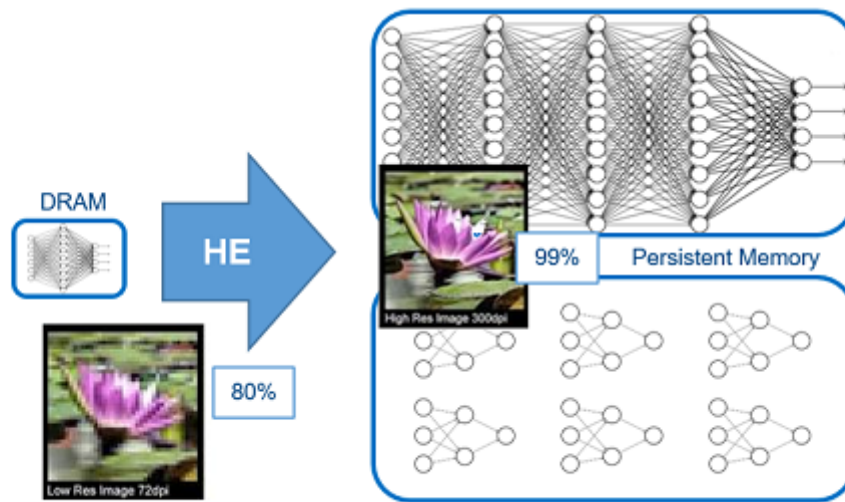 DRAM
HE
80%
Low Res Image 72dpi
High Res Image 300dpi
99%
Persistent Memory